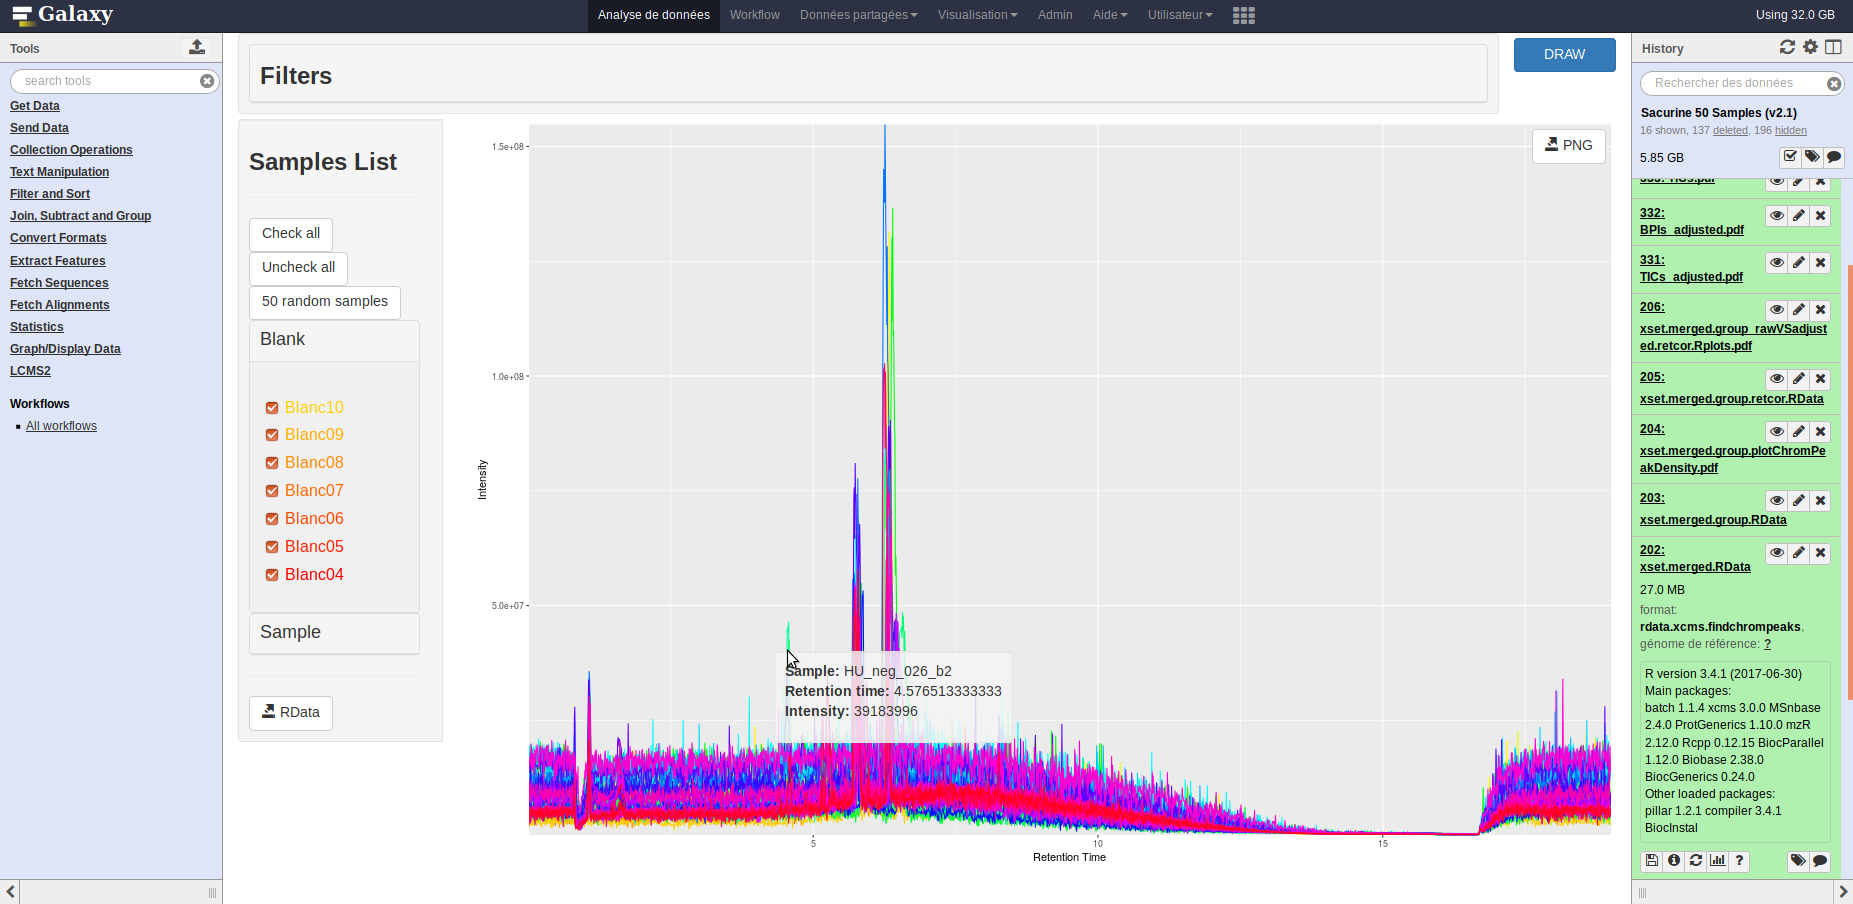 Galaxy
Analyse de données
Workflow
Données partagées
Visualisation
Admin
Aide
Utilisateur
Using 32.0 GB
Tools
search tools
Get Data
Send Data
Collection Operations
Text Manipulation
Filter and Sort
Join, Subtract and Group
Convert Formats
Extract Features
Fetch Sequences
Fetch Alignments
Statistics
Graph/Display Data
LCMS2
Workflows
All workflows
Filters
DRAW
Samples List
Check all
Uncheck all
50 random samples
Blank
Blanc10
Blanc09
Blanc08
Blanc07
Blanc06
Blanc05
Blanc04
Sample
RData
PNG
1.5e+08
1.0e+08
5.0e+07
Intensity
Sample: HU_neg_026_b2
Retention time: 4.576513333333
Intensity: 39183996
5
10
15
Retention Time
History
Rechercher des données
Sacurine 50 Samples (v2.1)
16 shown, 137 deleted, 196 hidden
5.85 GB
333: TICs.pdf
332:
BPIs_adjusted.pdf
331:
TICs_adjusted.pdf
206:
xset.merged.group_rawVSadjust
ed.retcor.Rplots.pdf
205:
xset.merged.group.retcor.RData
204:
xset.merged.group.plotChromPe
akDensity.pdf
203:
xset.merged.group.RData
202:
xset.merged.RData
27.0 MB
format:
rdata.xcms.findchrompeaks,
génome de référence: ?
R version 3.4.1 (2017-06-30)
Main packages:
batch 1.1.4 xcms 3.0.0 MSnbase
2.4.0 ProtGenerics 1.10.0 mzR
2.12.0 Rcpp 0.12.15 BiocParallel
1.12.0 Biobase 2.38.0
BiocGenerics 0.24.0
Other loaded packages:
pillar 1.2.1 compiler 3.4.1
BiocInstal